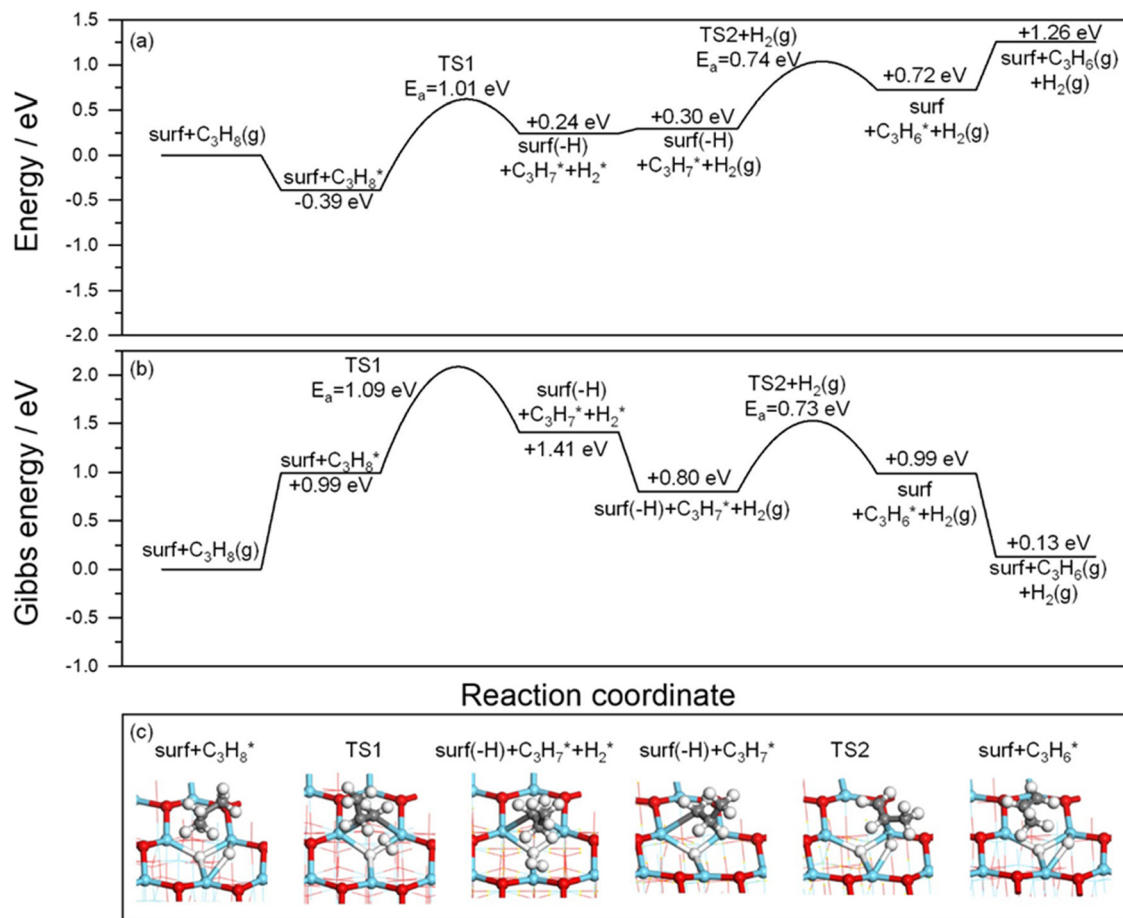 (a)
Energy / eV
1.5
1.0
0.5
0.0
-0.5
-1.0
-1.5
-2.0
surf+C₃H₈(g)
surf+C₃H₈*
-0.39 eV
TS1
Eₐ=1.01 eV
+0.24 eV
surf(-H)
+C₃H₇*+H₂*
+0.30 eV
surf(-H)
+C₃H₇*+H₂(g)
TS2+H₂(g)
Eₐ=0.74 eV
+0.72 eV
surf
+C₃H₆*+H₂(g)
+1.26 eV
surf+C₃H₆(g)
+H₂(g)
(b)
Gibbs energy / eV
2.0
1.5
1.0
0.5
0.0
-0.5
-1.0
surf+C₃H₈(g)
surf+C₃H₈*
+0.99 eV
TS1
Eₐ=1.09 eV
surf(-H)
+C₃H₇*+H₂*
+1.41 eV
+0.80 eV
surf(-H)+C₃H₇*+H₂(g)
TS2+H₂(g)
Eₐ=0.73 eV
+0.99 eV
surf
+C₃H₆*+H₂(g)
+0.13 eV
surf+C₃H₆(g)
+H₂(g)
Reaction coordinate
(c)
surf+C₃H₈* TS1 surf(-H)+C₃H₇*+H₂* surf(-H)+C₃H₇* TS2 surf+C₃H₆*